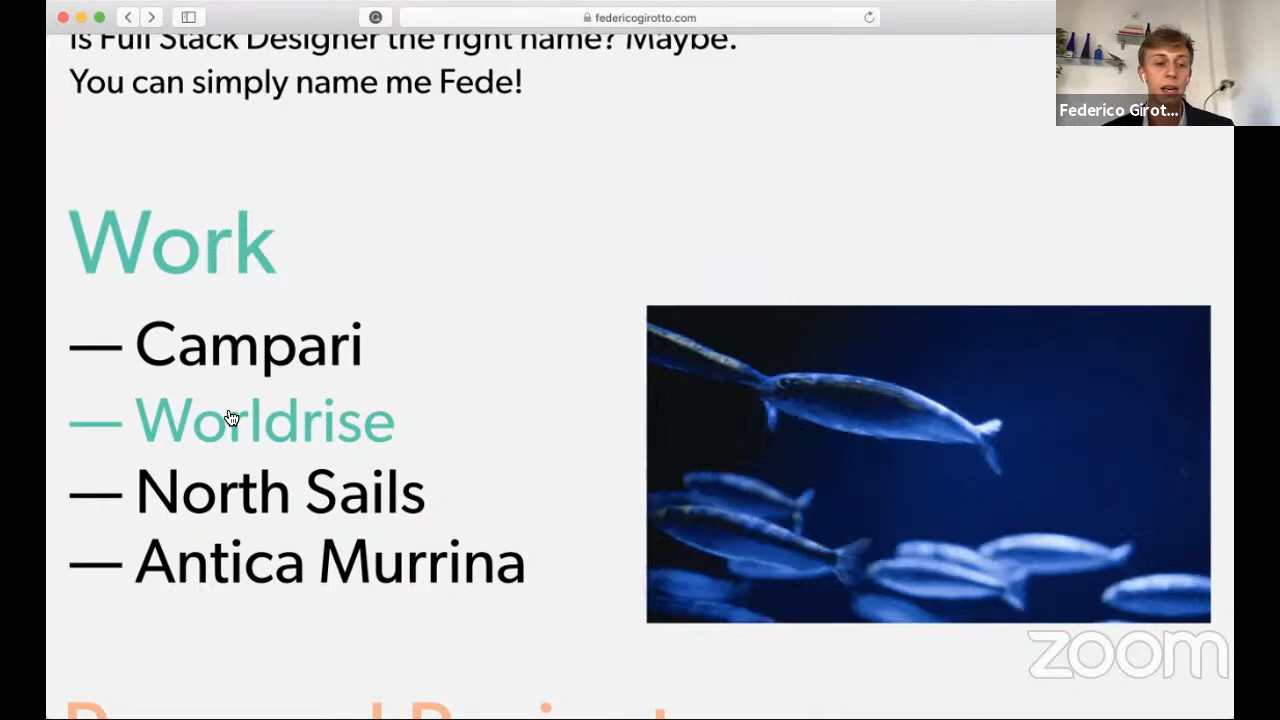 federicogirotto.com
Is Full Stack Designer the right name? Maybe.
You can simply name me Fede!
Federico Girot...
Work
— Campari
— Worldrise
— North Sails
— Antica Murrina
zoom